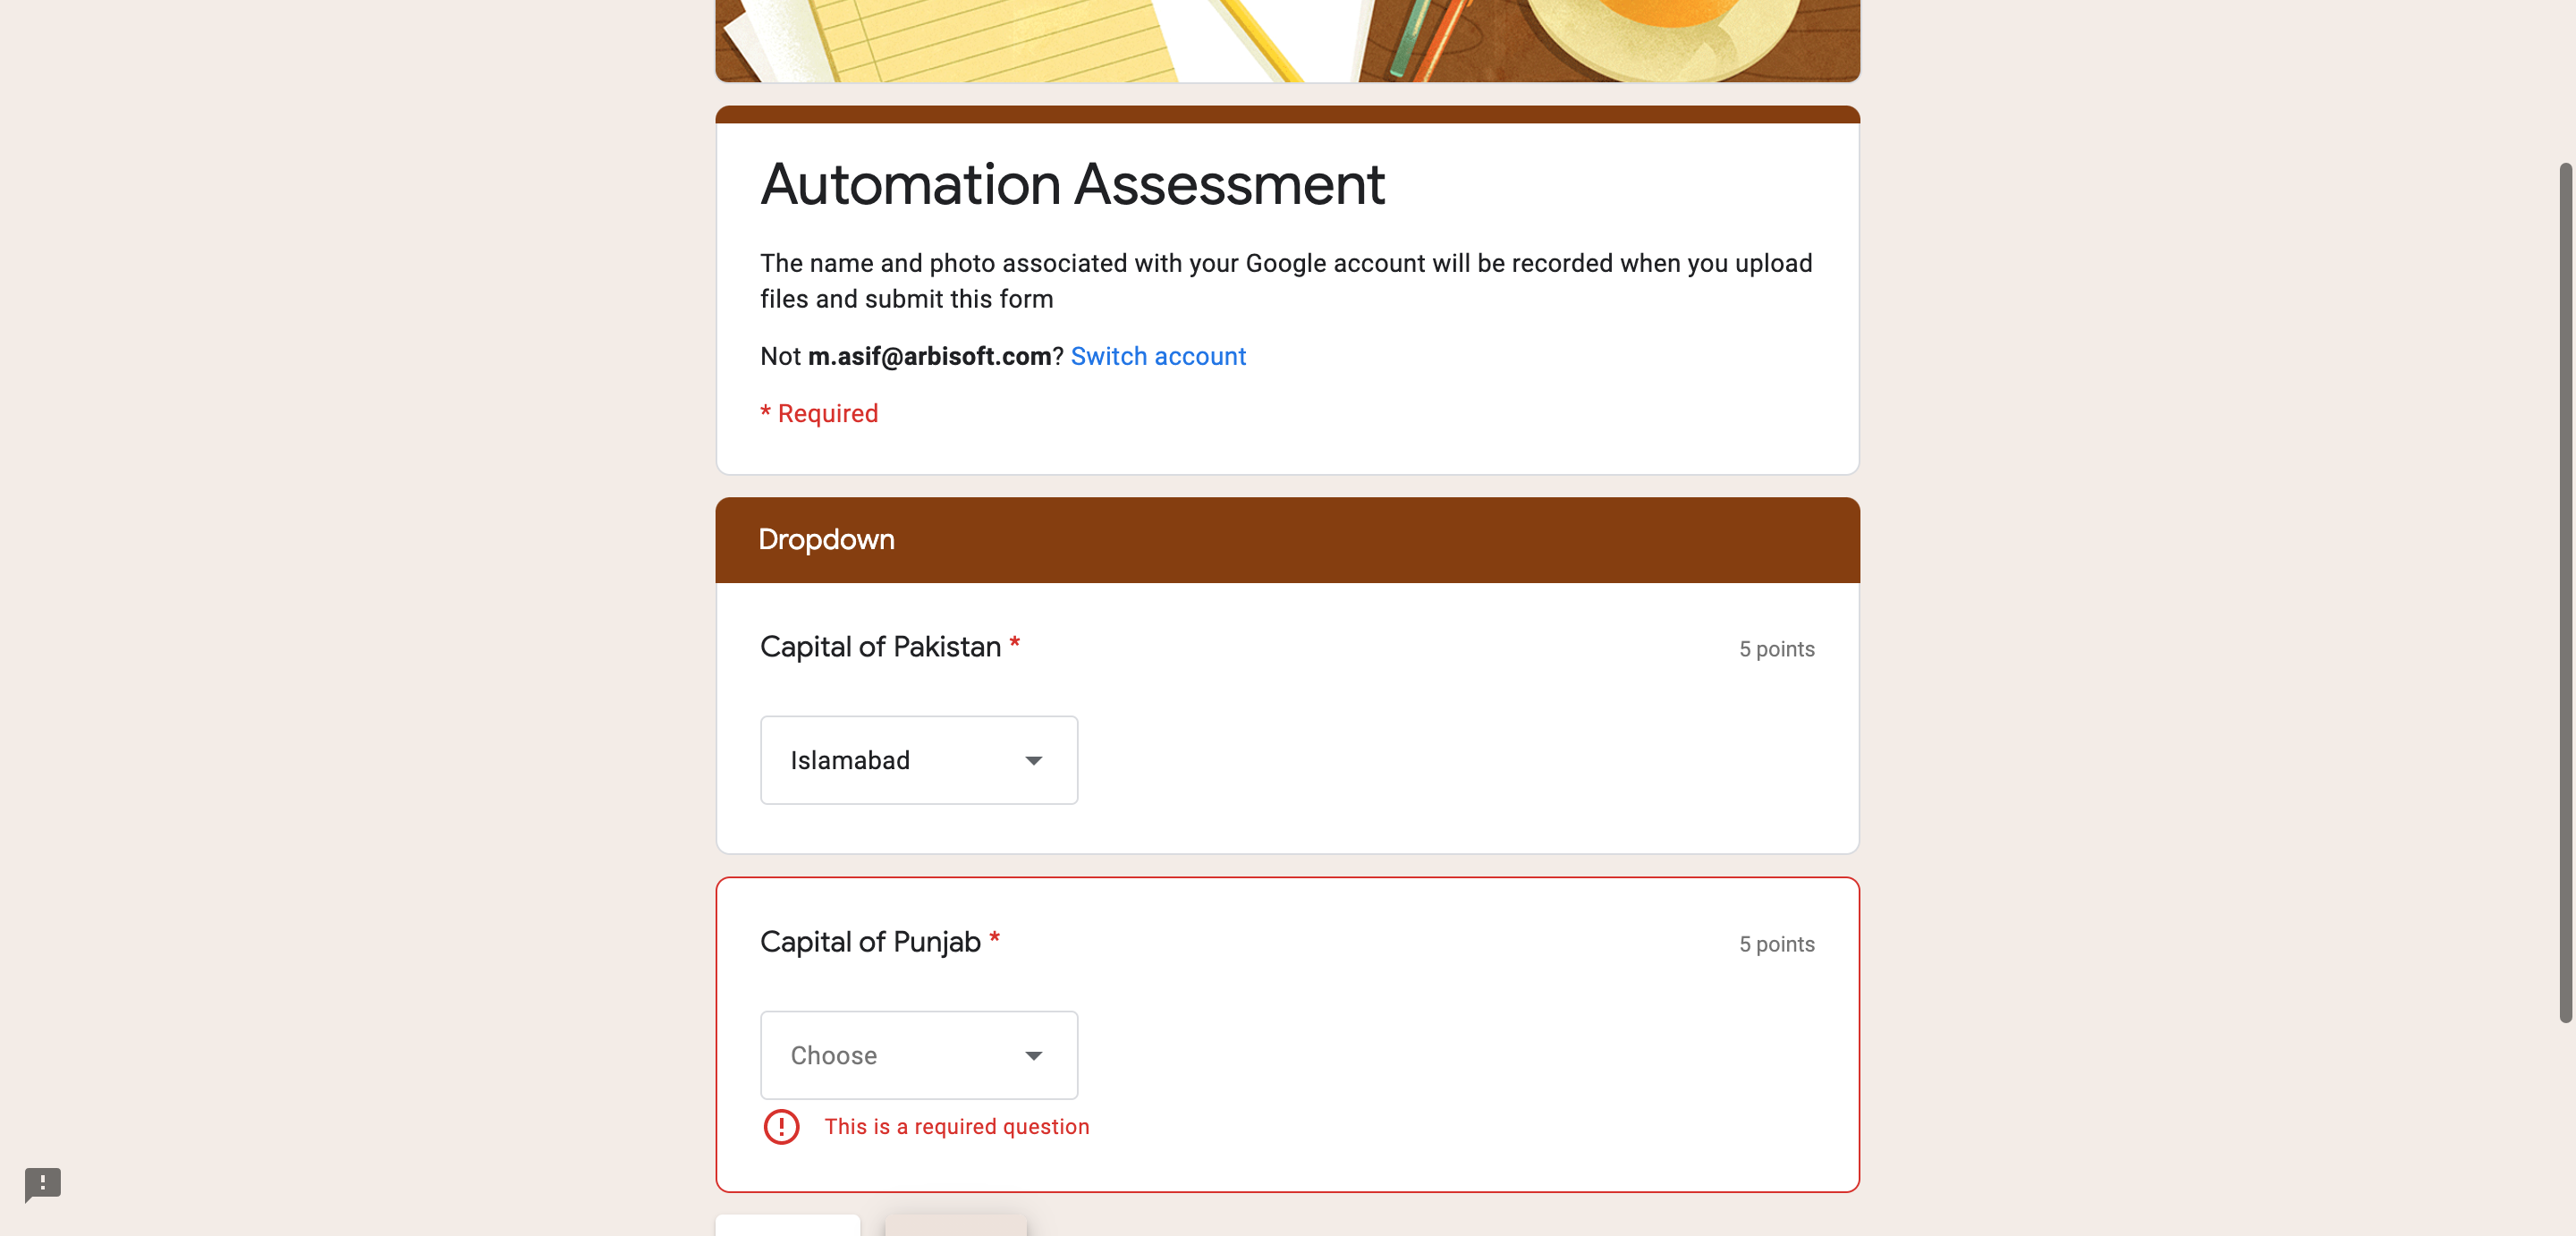 Automation Assessment
The name and photo associated with your Google account will be recorded when you upload
files and submit this form
Not m.asif@arbisoft.com? Switch account
* Required
Dropdown
Capital of Pakistan *
5 points
Islamabad
Capital of Punjab *
5 points
Choose
This is a required question